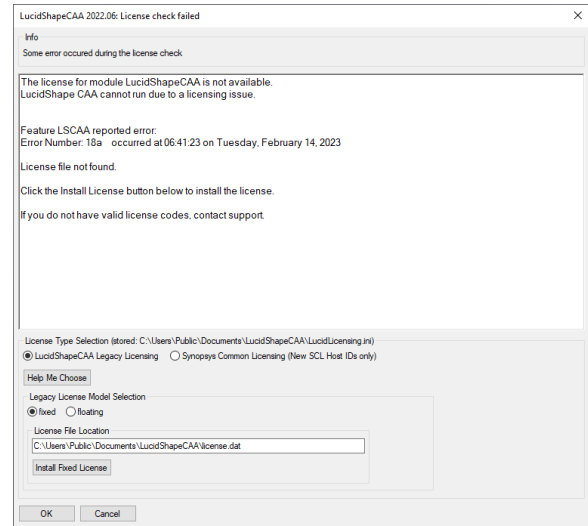 LucidShapeCAA 2022.06: License check failed
Info
Some error occured during the license check
The license for module LucidShapeCAA is not available.
LucidShape CAA cannot run due to a licensing issue.
Feature LSCAA reported error:
Error Number: 18a occurred at 06:41:23 on Tuesday, February 14, 2023
License file not found.
Click the Install License button below to install the license.
If you do not have valid license codes, contact support.
License Type Selection (stored: C:\Users\Public\Documents\LucidShapeCAA\LucidLicensing.ini)
LucidShapeCAA Legacy Licensing Synopsys Common Licensing (New SCL Host IDs only)
Help Me Choose
Legacy License Model Selection
fixed floating
License File Location
C:\Users\Public\Documents\LucidShapeCAA\license.dat
Install Fixed License
OK Cancel